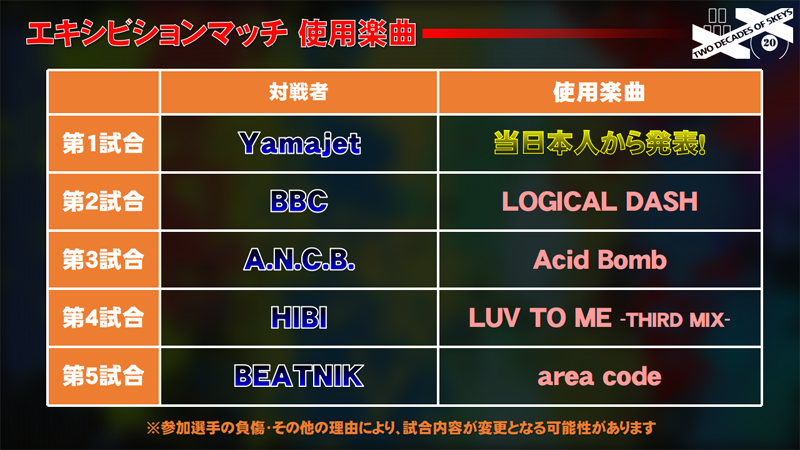 エキシビションマッチ 使用楽曲
TWO DECADES OF SKEYS
20
対戦者 使用楽曲
第1試合 Yamajet 当日本人から発表!
第2試合 BBC LOGICAL DASH
第3試合 A.N.C.B. Acid Bomb
第4試合 HIBI LUV TO ME -THIRD MIX-
第5試合 BEATNIK area code
※参加選手の負傷・その他の理由により、試合内容が変更となる可能性があります